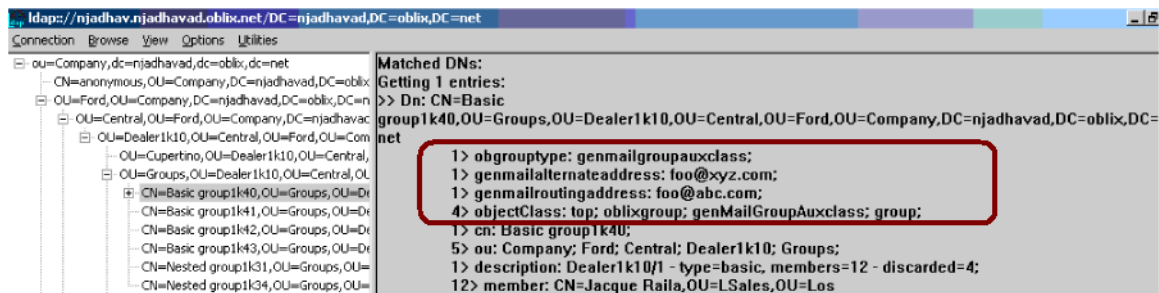 ldap://njadhav.njadhavad.oblix.net/DC=njadhavad,DC=oblix,DC=net
Connection Browse View Options Utilities
ou=Company,dc=njadhavad,dc=oblix,dc=net
CN=anonymous,OU=Company,DC=njadhavad,DC=oblix
OU=Ford,OU=Company,DC=njadhavad,DC=oblix,DC=n
OU=Central,OU=Ford,OU=Company,DC=njadhavac
OU=Dealer1k10,OU=Central,OU=Ford,OU=Com
OU=Cupertino,OU=Dealer1k10,OU=Central,
OU=Groups,OU=Dealer1k10,OU=Central,OU
CN=Basic group1k40,OU=Groups,OU=De
CN=Basic group1k41,OU=Groups,OU=De
CN=Basic group1k42,OU=Groups,OU=De
CN=Basic group1k43,OU=Groups,OU=De
CN=Nested group1k31,OU=Groups,OU=
CN=Nested group1k34,OU=Groups,OU=
Matched DNs:
Getting 1 entries:
>> Dn: CN=Basic
group1k40,OU=Groups,OU=Dealer1k10,OU=Central,OU=Ford,OU=Company,DC=njadhavad,DC=oblix,DC=
net
1> obgrouptype: genmailgroupauxclass;
1> genmailalternateaddress: foo@xyz.com;
1> genmailroutingaddress: foo@abc.com;
4> objectClass: top; oblixgroup; genMailGroupAuxclass; group;
1> cn: Basic group1k40;
5> ou: Company; Ford; Central; Dealer1k10; Groups;
1> description: Dealer1k10/1 - type=basic, members=12 - discarded=4;
12> member: CN=Jacque Raila,OU=LSales,OU=Los